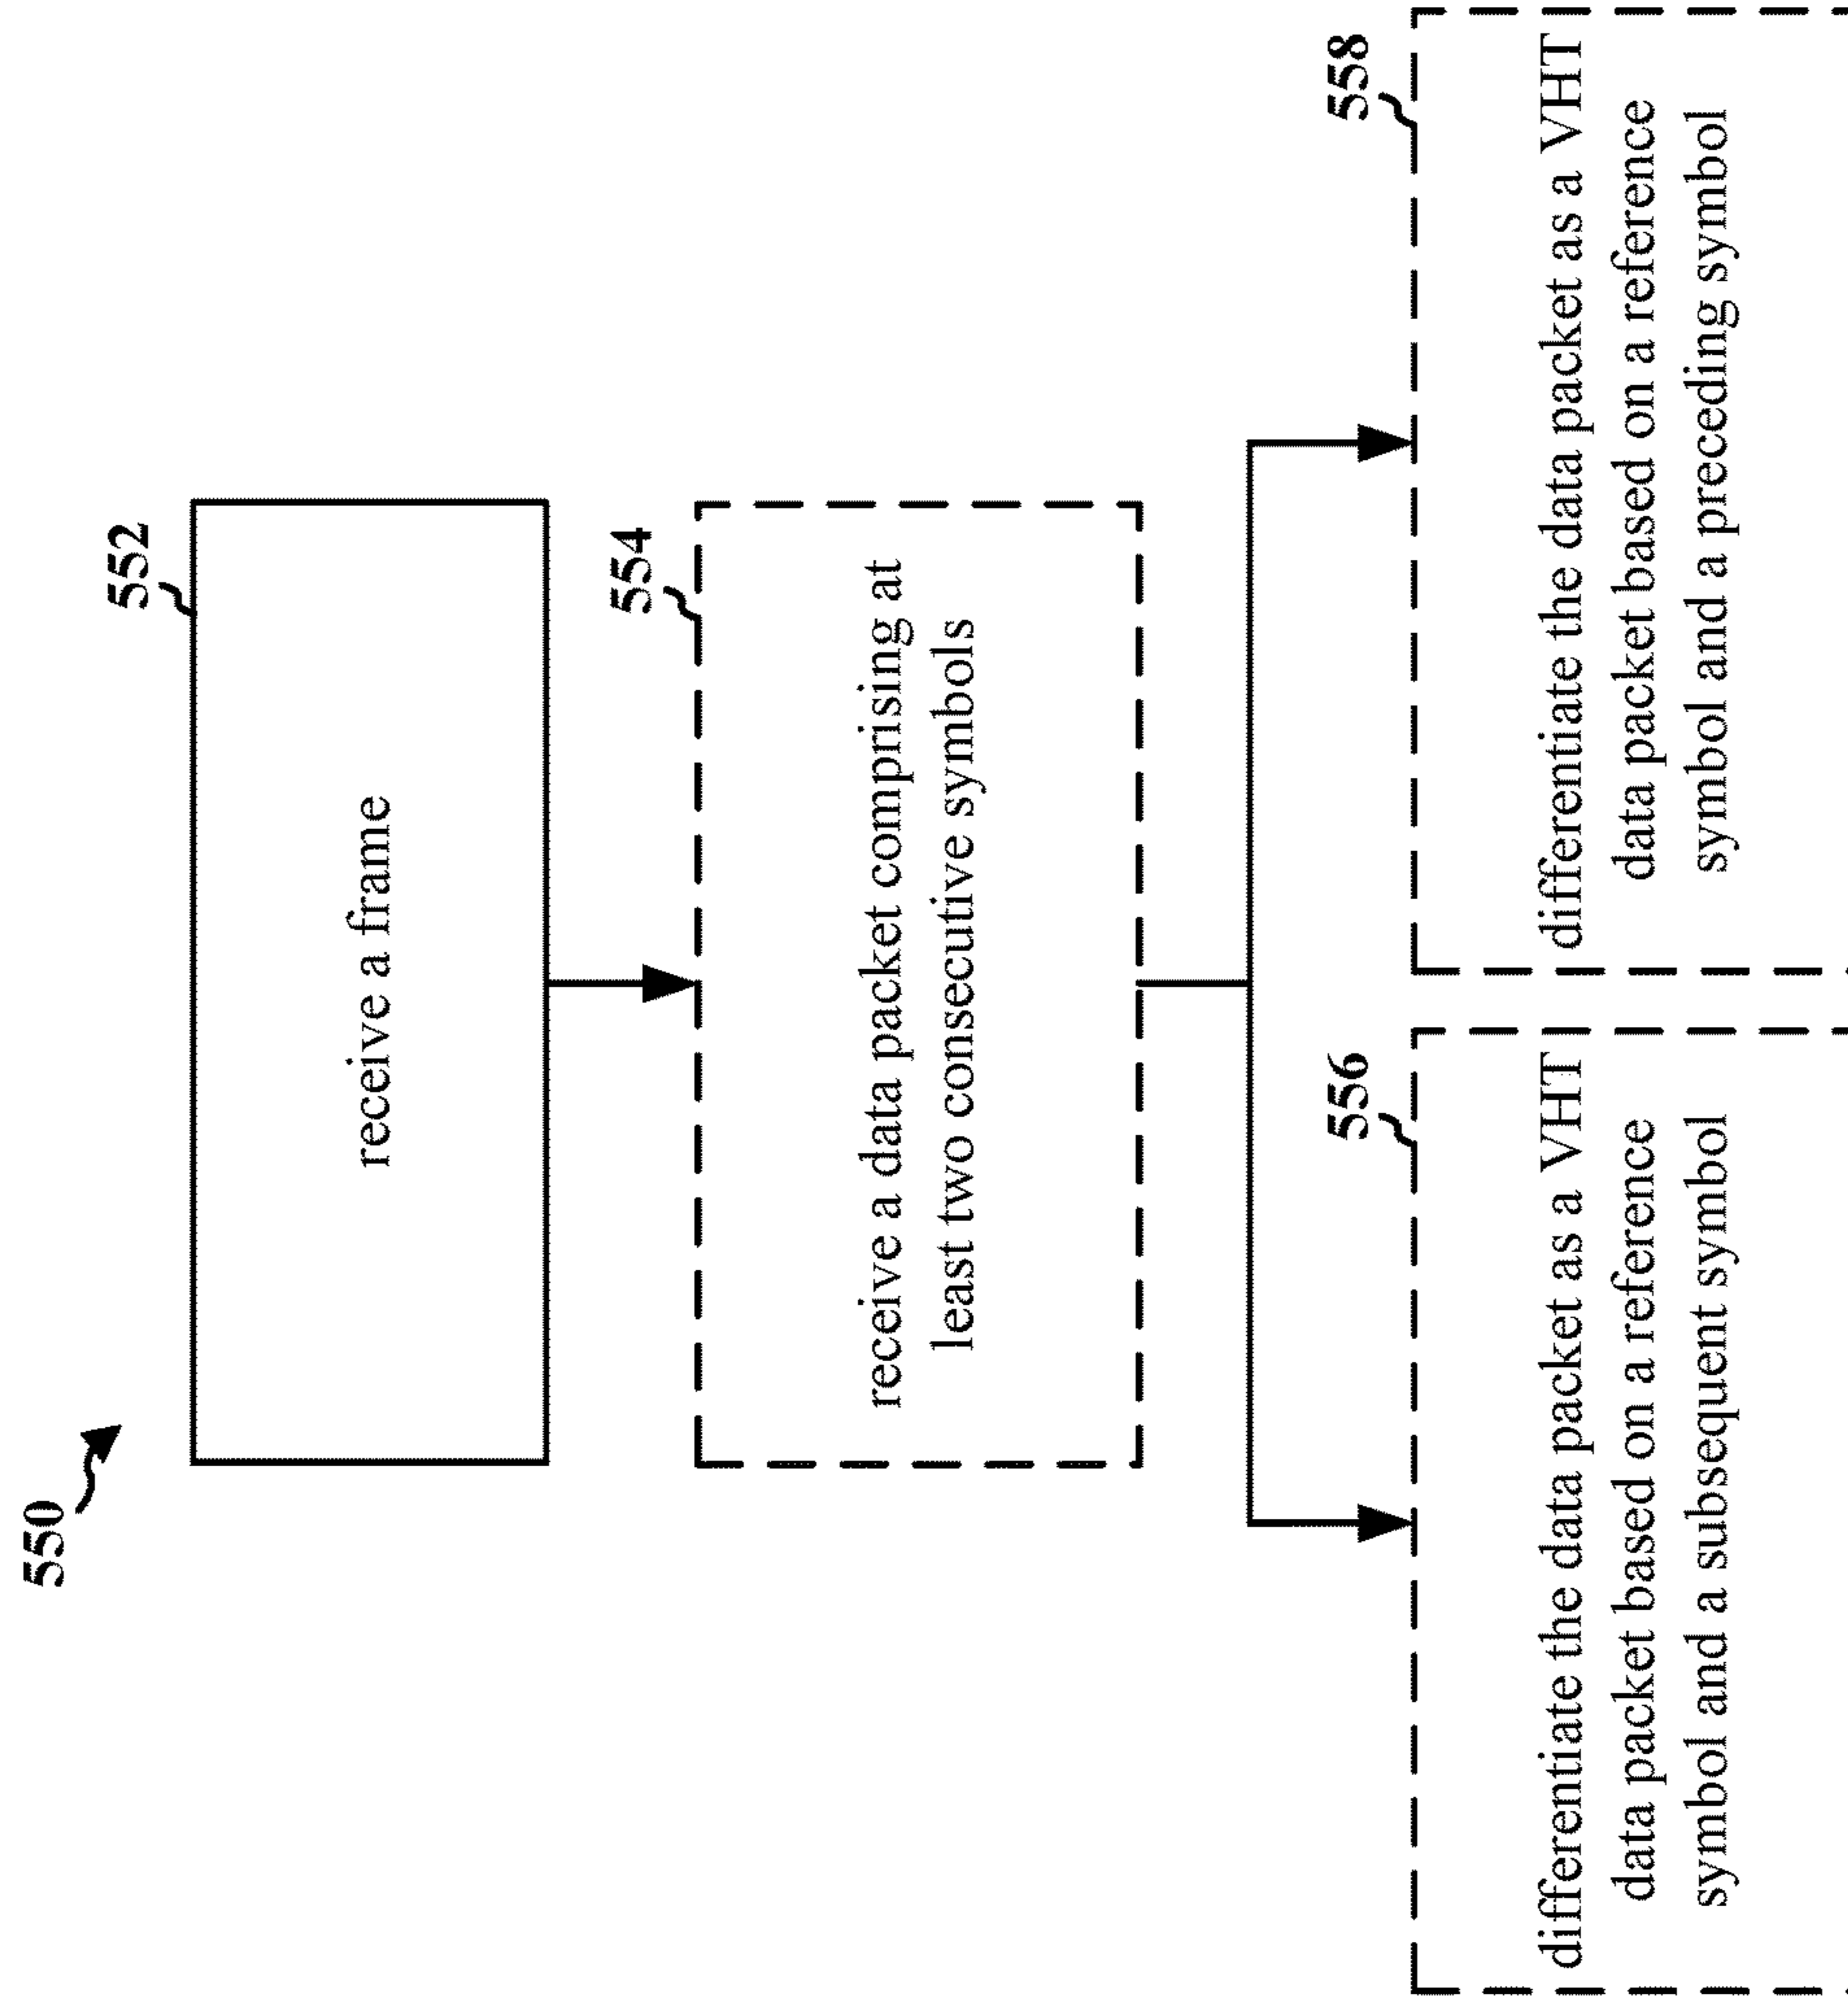 550
552
receive a frame
554
receive a data packet comprising at
least two consecutive symbols
556
differentiate the data packet as a VHT
data packet based on a reference
symbol and a subsequent symbol
558
differentiate the data packet as a VHT
data packet based on a reference
symbol and a preceding symbol